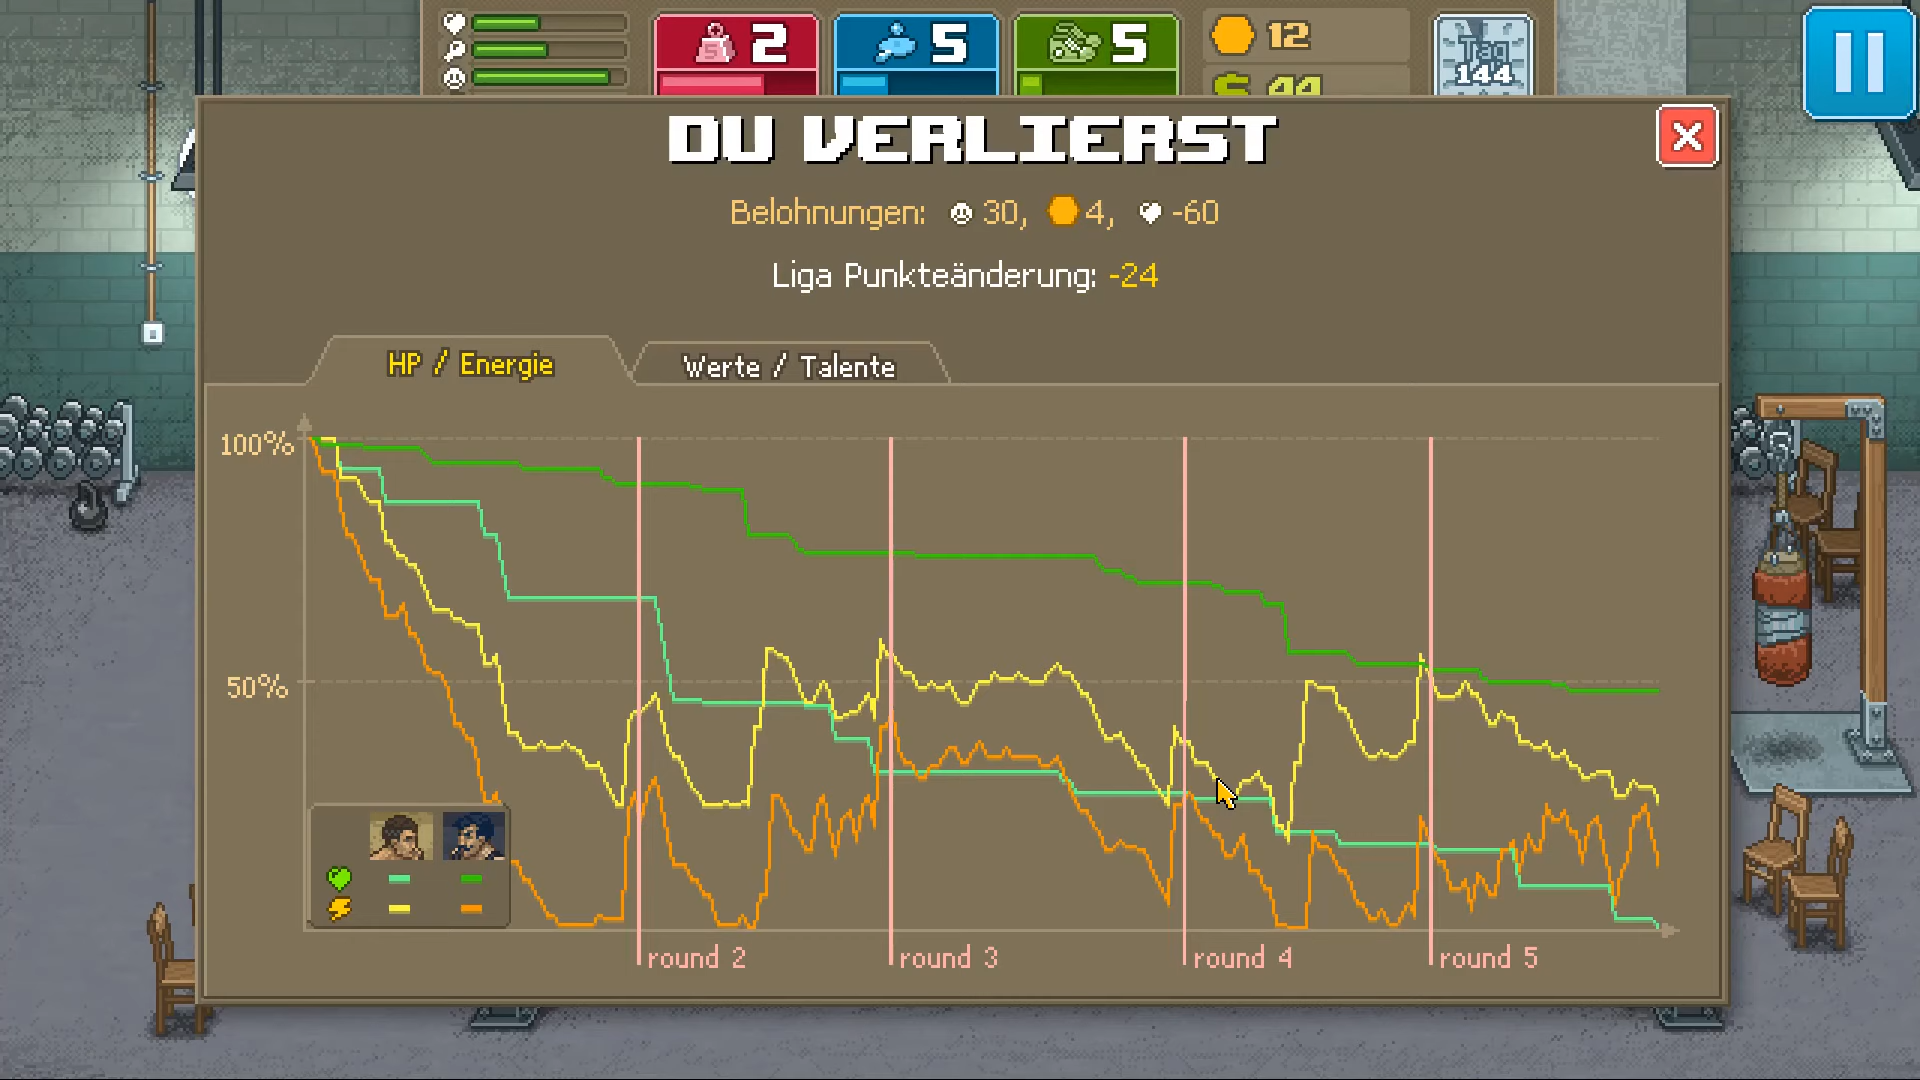 2
5
5
12
44
Tag
144
DU VERLIERST
Belohnungen: 30, 4, -60
Liga Punkteänderung: -24
HP / Energie
Werte / Talente
100%
50%
round 2
round 3
round 4
round 5